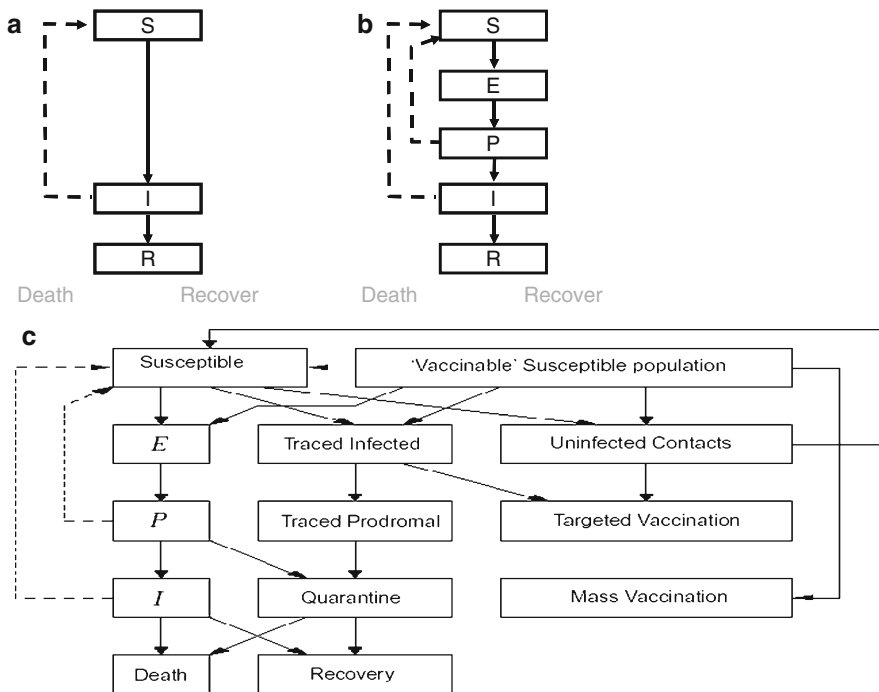 a
S
I
R
Death Recover
b
S
E
P
I
R
Death Recover
c
Susceptible
'Vaccinable' Susceptible population
E
Traced Infected
Uninfected Contacts
P
Traced Prodromal
Targeted Vaccination
I
Quarantine
Mass Vaccination
Death
Recovery